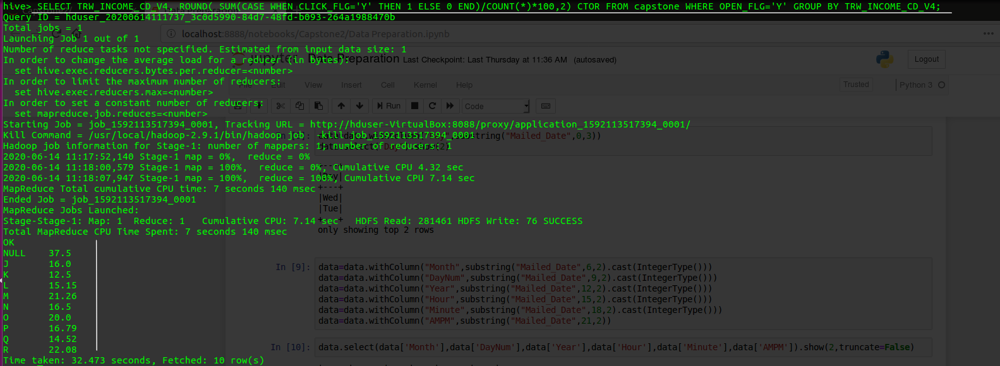 hive> SELECT TRW_INCOME_CD_V4, ROUND( SUM(CASE WHEN CLICK_FLG='Y' THEN 1 ELSE 0 END)/COUNT(*)*100,2) CTOR FROM capstone WHERE OPEN_FLG='Y' GROUP BY TRW_INCOME_CD_V4;
Query ID = hduser_20200614111737_3c0d5990-84d7-48fd-b093-264a1988470b
Total jobs = 1
Launching Job 1 out of 1
Number of reduce tasks not specified. Estimated from input data size: 1
In order to change the average load for a reducer (in bytes):
set hive.exec.reducers.bytes.per.reducer=<number>
In order to limit the maximum number of reducers:
set hive.exec.reducers.max=<number>
In order to set a constant number of reducers:
set mapreduce.job.reduces=<number>
Starting Job = job_1592113517394_0001, Tracking URL = http://hduser-VirtualBox:8088/proxy/application_1592113517394_0001/
Kill Command = /usr/local/hadoop-2.9.1/bin/hadoop job -kill job_1592113517394_0001
Hadoop job information for Stage-1: number of mappers: 1; number of reducers: 1
2020-06-14 11:17:52,140 Stage-1 map = 0%, reduce = 0%
2020-06-14 11:18:00,579 Stage-1 map = 100%, reduce = 0%, Cumulative CPU 4.32 sec
2020-06-14 11:18:07,947 Stage-1 map = 100%, reduce = 100%, Cumulative CPU 7.14 sec
MapReduce Total cumulative CPU time: 7 seconds 140 msec
Ended Job = job_1592113517394_0001
MapReduce Jobs Launched:
Stage-Stage-1: Map: 1 Reduce: 1 Cumulative CPU: 7.14 sec HDFS Read: 281461 HDFS Write: 76 SUCCESS
Total MapReduce CPU Time Spent: 7 seconds 140 msec
OK
NULL 37.5
J 16.0
K 12.5
L 15.15
M 21.26
N 16.5
O 20.0
P 16.79
Q 14.52
R 22.08
Time taken: 32.473 seconds, Fetched: 10 row(s)
localhost:8888/notebooks/Capstone2/Data Preparation.ipynb
jupyter Data Preparation Last Checkpoint: Last Thursday at 11:36 AM (autosaved)
Logout
File Edit View Insert Cell Kernel Help
Trusted
Python 3
Run
Code
string("Mailed_Date",0,3))
+---+
|Wed|
|Tue|
only showing top 2 rows
In [9]:
data=data.withColumn("Month",substring("Mailed_Date",6,2).cast(IntegerType()))
data=data.withColumn("DayNum",substring("Mailed_Date",9,2).cast(IntegerType()))
data=data.withColumn("Year",substring("Mailed_Date",12,2).cast(IntegerType()))
data=data.withColumn("Hour",substring("Mailed_Date",15,2).cast(IntegerType()))
data=data.withColumn("Minute",substring("Mailed_Date",18,2).cast(IntegerType()))
data=data.withColumn("AMPM",substring("Mailed_Date",21,2))
In [10]:
data.select(data['Month'],data['DayNum'],data['Year'],data['Hour'],data['Minute'],data['AMPM']).show(2,truncate=False)